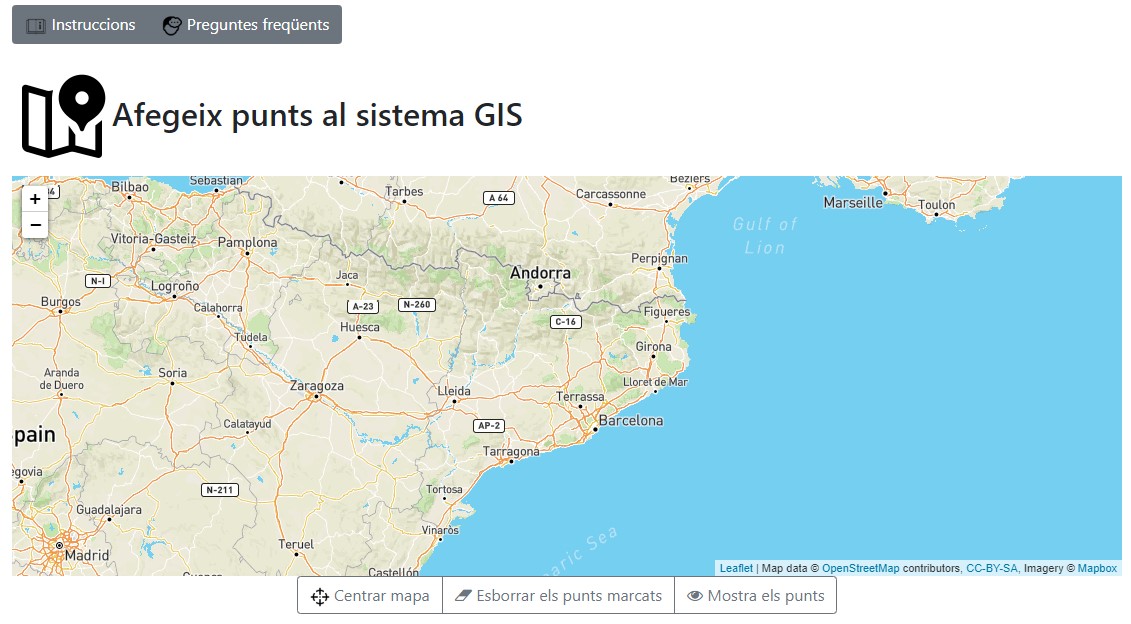 Instruccions
Preguntes freqüents
Afegeix punts al sistema GIS
+
−
Bilbao
Sebastian
Tarbes
A 64
Carcassonne
Béziers
Marseille
Toulon
Vitoria-Gasteiz
Pamplona
Gulf of
Lion
Perpignan
N-I
Logroño
Jaca
Andorra
Burgos
Calahorra
A-23
N-260
Figueres
C-16
Huesca
Tudela
Girona
Aranda
de Duero
Soria
Zaragoza
Lleida
Lloret de Mar
Terrassa
Barcelona
Calatayud
AP-2
pain
Tarragona
egovia
N-211
Tortosa
Guadalajara
Vinaròs
Teruel
Madrid
Castellón
Cuenca
aric Sea
Leaflet | Map data © OpenStreetMap contributors, CC-BY-SA, Imagery © Mapbox
Centrar mapa
Esborrar els punts marcats
Mostra els punts